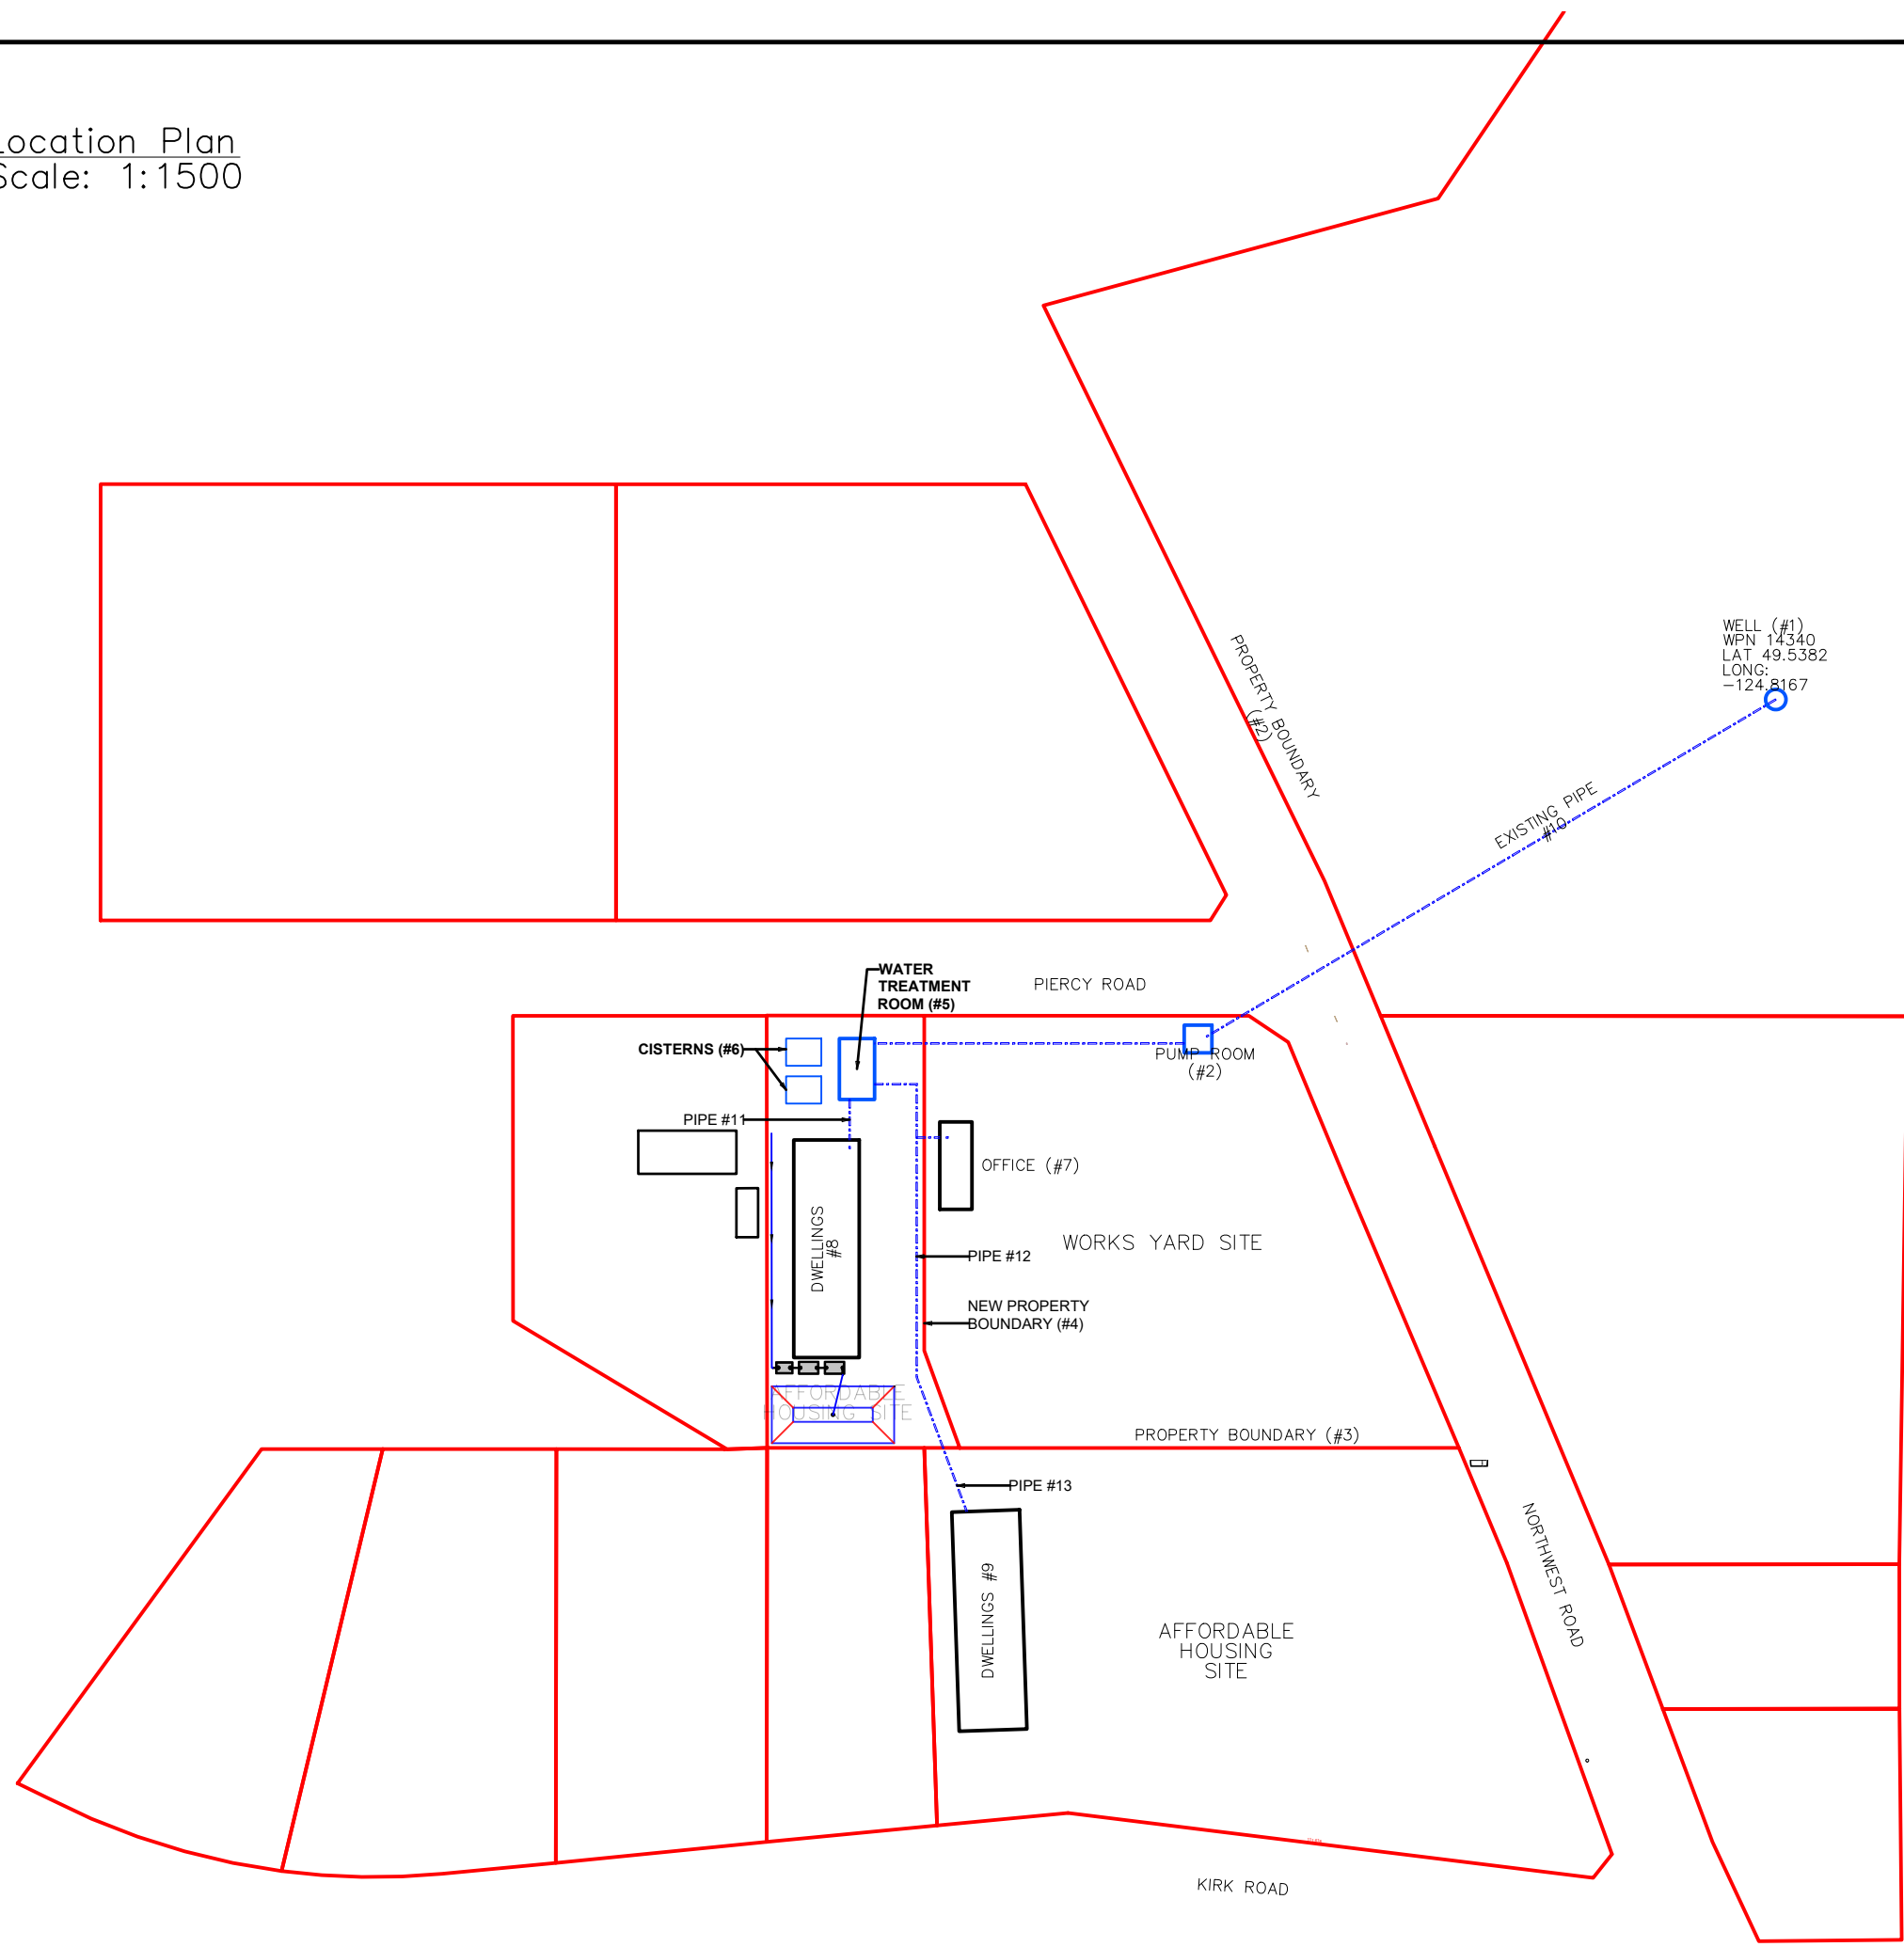 Location Plan
Scale: 1:1500
WELL (#1)
WPN 14340
LAT 49.5382
LONG:
-124.8167
PROPERTY BOUNDARY
(#2)
EXISTING PIPE
#10
WATER
TREATMENT
ROOM (#5)
PIERCY ROAD
CISTERNS (#6)
PUMP ROOM
(#2)
PIPE #11
OFFICE (#7)
DWELLINGS
#8
WORKS YARD SITE
PIPE #12
NEW PROPERTY
BOUNDARY (#4)
AFFORDABLE
HOUSING SITE
PROPERTY BOUNDARY (#3)
PIPE #13
NORTHWEST ROAD
DWELLINGS #9
AFFORDABLE
HOUSING
SITE
KIRK ROAD